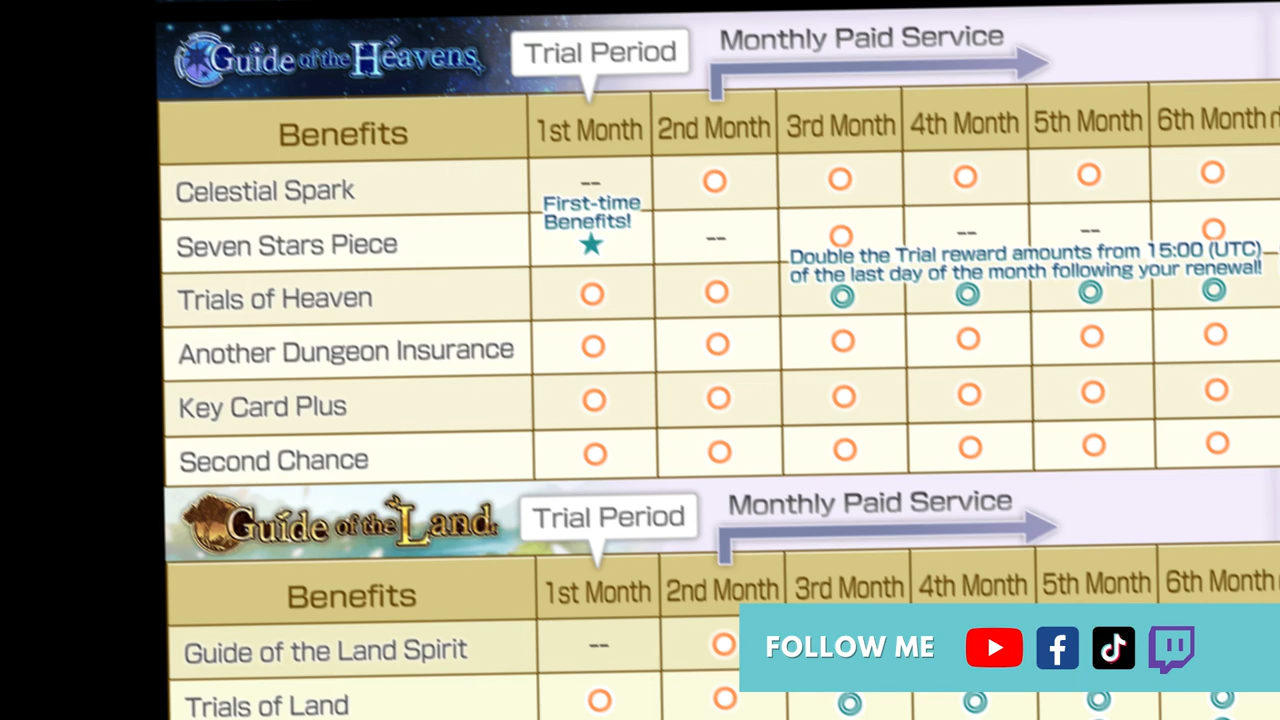 Guide of the Heavens
Trial Period
Monthly Paid Service
Benefits 1st Month 2nd Month 3rd Month 4th Month 5th Month 6th Month
Celestial Spark --
First-time
Benefits!
Seven Stars Piece ★ -- -- --
Double the Trial reward amounts from 15:00 (UTC)
of the last day of the month following your renewal!
Trials of Heaven
Another Dungeon Insurance
Key Card Plus
Second Chance
Guide of the Land
Trial Period
Monthly Paid Service
Benefits 1st Month 2nd Month 3rd Month 4th Month 5th Month 6th Month
Guide of the Land Spirit --
FOLLOW ME
Trials of Land